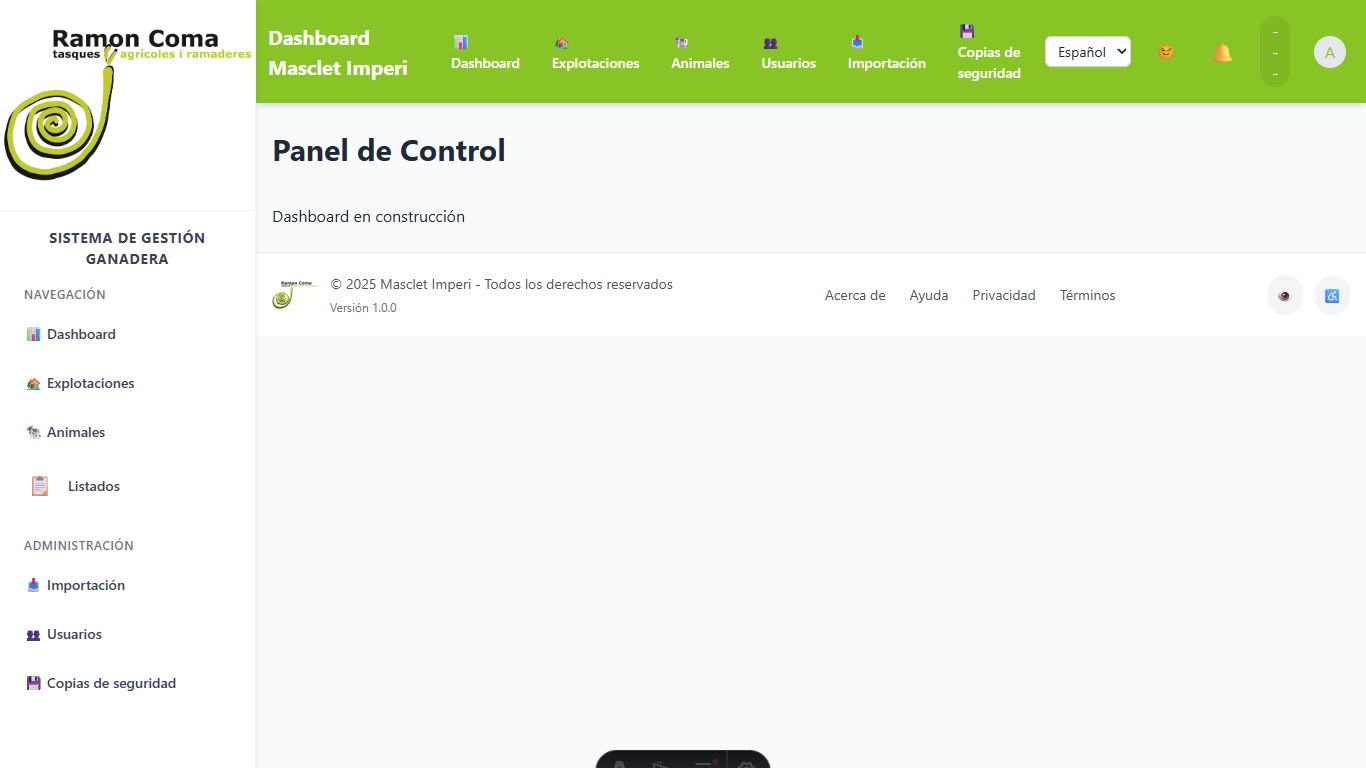 Ramon Coma
tasques agrícoles i ramaderes
SISTEMA DE GESTIÓN
GANADERA
NAVEGACIÓN
Dashboard
Explotaciones
Animales
Listados
ADMINISTRACIÓN
Importación
Usuarios
Copias de seguridad
Dashboard
Masclet Imperi
Dashboard
Explotaciones
Animales
Usuarios
Importación
Copias de
seguridad
Español
-
-
-
A
Panel de Control
Dashboard en construcción
Ramon Coma
© 2025 Masclet Imperi - Todos los derechos reservados
Versión 1.0.0
Acerca de
Ayuda
Privacidad
Términos